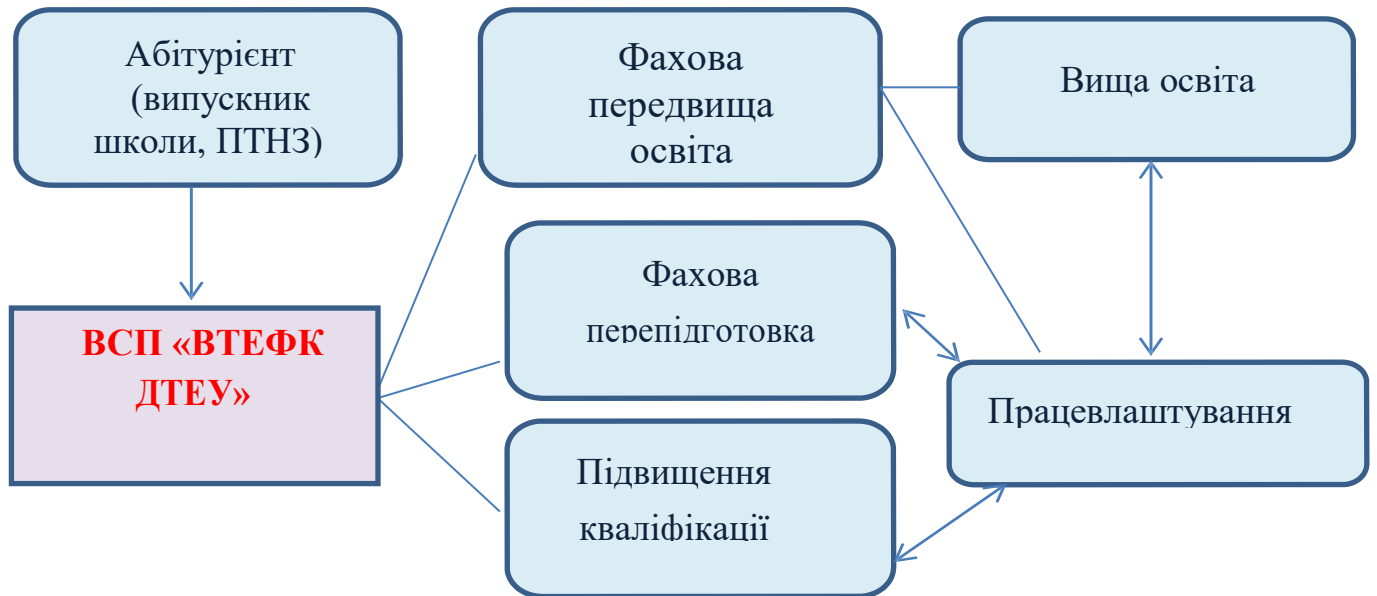 Абітурієнт
(випускник
школи, ПТНЗ)
Фахова
передвища
освіта
Вища освіта
ВСП «ВТЕФК
ДТЕУ»
Фахова
перепідготовка
Працевлаштування
Підвищення
кваліфікації